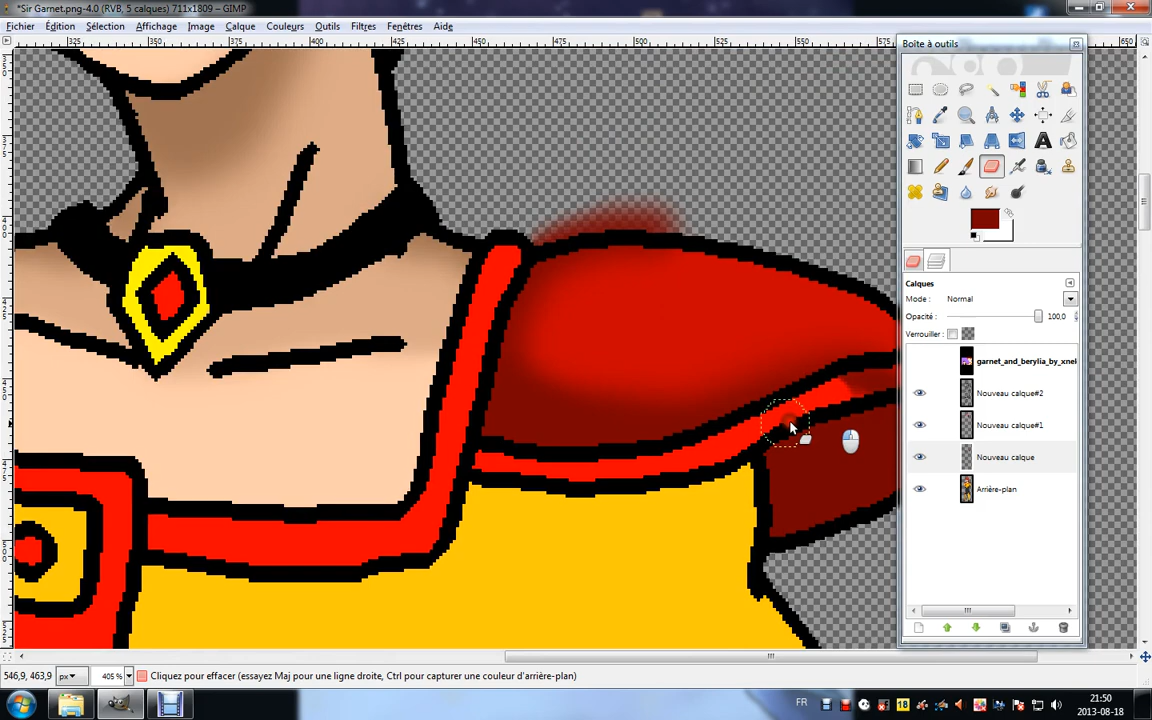 *Sir Garnet.png-4.0 (RVB, 5 calques) 711x1809 – GIMP
Fichier Édition Sélection Affichage Image Calque Couleurs Outils Filtres Fenêtres Aide
325 350 375 400 425 450 475 500 525 550 575 650
Boîte à outils
Calques
Mode : Normal
Opacité : 100,0
Verrouiller :
garnet_and_berylia_by_xnek
Nouveau calque#2
Nouveau calque#1
Nouveau calque
Arrière-plan
546,9, 463,9 px 405 % Cliquez pour effacer (essayez Maj pour une ligne droite, Ctrl pour capturer une couleur d'arrière-plan)
FR 18 21:50
2013-08-18